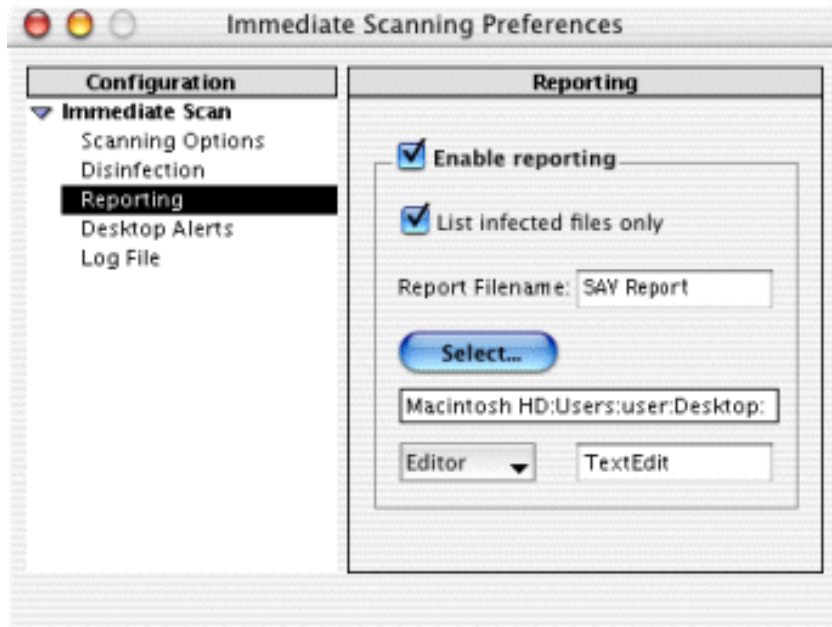 Immediate Scanning Preferences
Configuration
Immediate Scan
Scanning Options
Disinfection
Reporting
Desktop Alerts
Log File
Reporting
Enable reporting
List infected files only
Report Filename: SAV Report
Select...
Macintosh HD:Users:user:Desktop:
Editor TextEdit